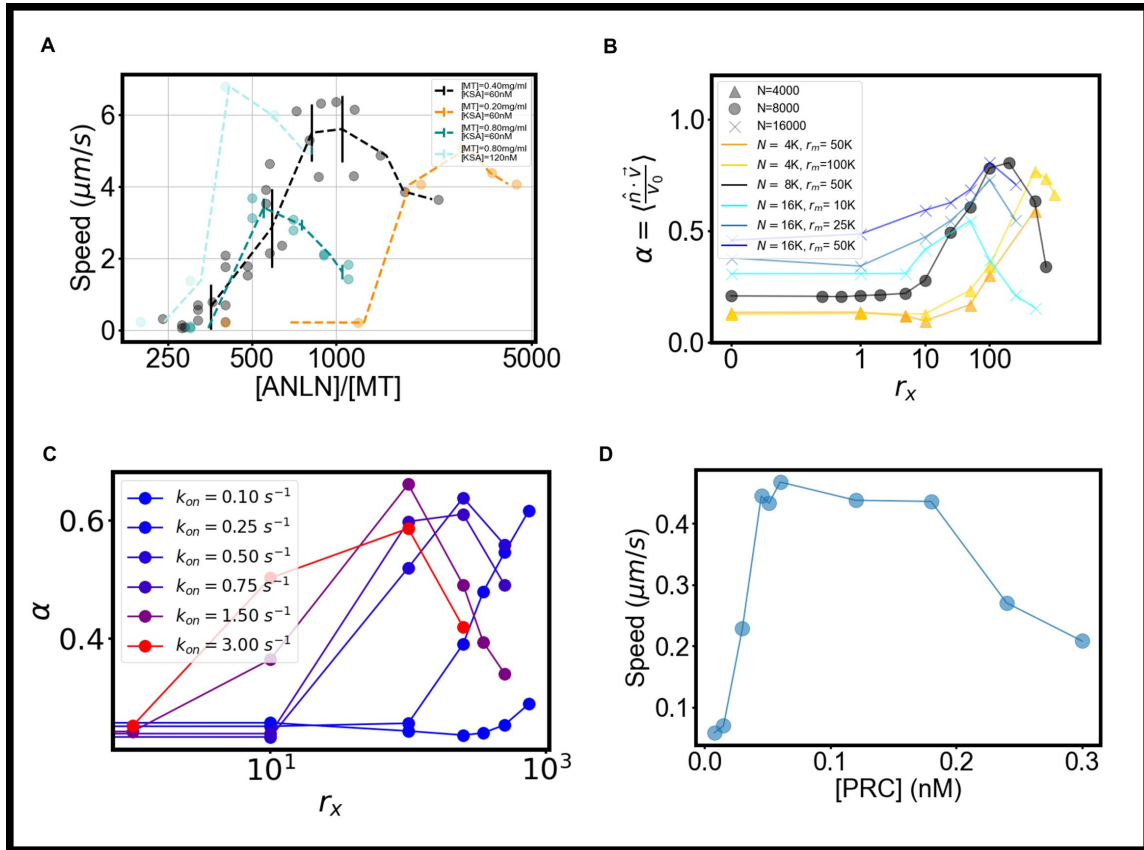 A
Speed (μm/s)
6
4
2
0
250
500
1000
5000
[ANLN]/[MT]
[MT]=0.40mg/ml
[KSA]=60nM
[MT]=0.20mg/ml
[KSA]=60nM
[MT]=0.80mg/ml
[KSA]=60nM
[MT]=0.80mg/ml
[KSA]=120nM
B
α = ⟨n̂ · v⃗ / v₀⟩
1.0
0.5
0.0
0
1
10
100
rₓ
N=4000
N=8000
N=16000
N = 4K, rₘ= 50K
N = 4K, rₘ=100K
N = 8K, rₘ= 50K
N = 16K, rₘ= 10K
N = 16K, rₘ= 25K
N = 16K, rₘ= 50K
C
α
0.6
0.4
10¹
10³
rₓ
kₒₙ = 0.10 s⁻¹
kₒₙ = 0.25 s⁻¹
kₒₙ = 0.50 s⁻¹
kₒₙ = 0.75 s⁻¹
kₒₙ = 1.50 s⁻¹
kₒₙ = 3.00 s⁻¹
D
Speed (μm/s)
0.4
0.3
0.2
0.1
0.0
0.1
0.2
0.3
[PRC] (nM)